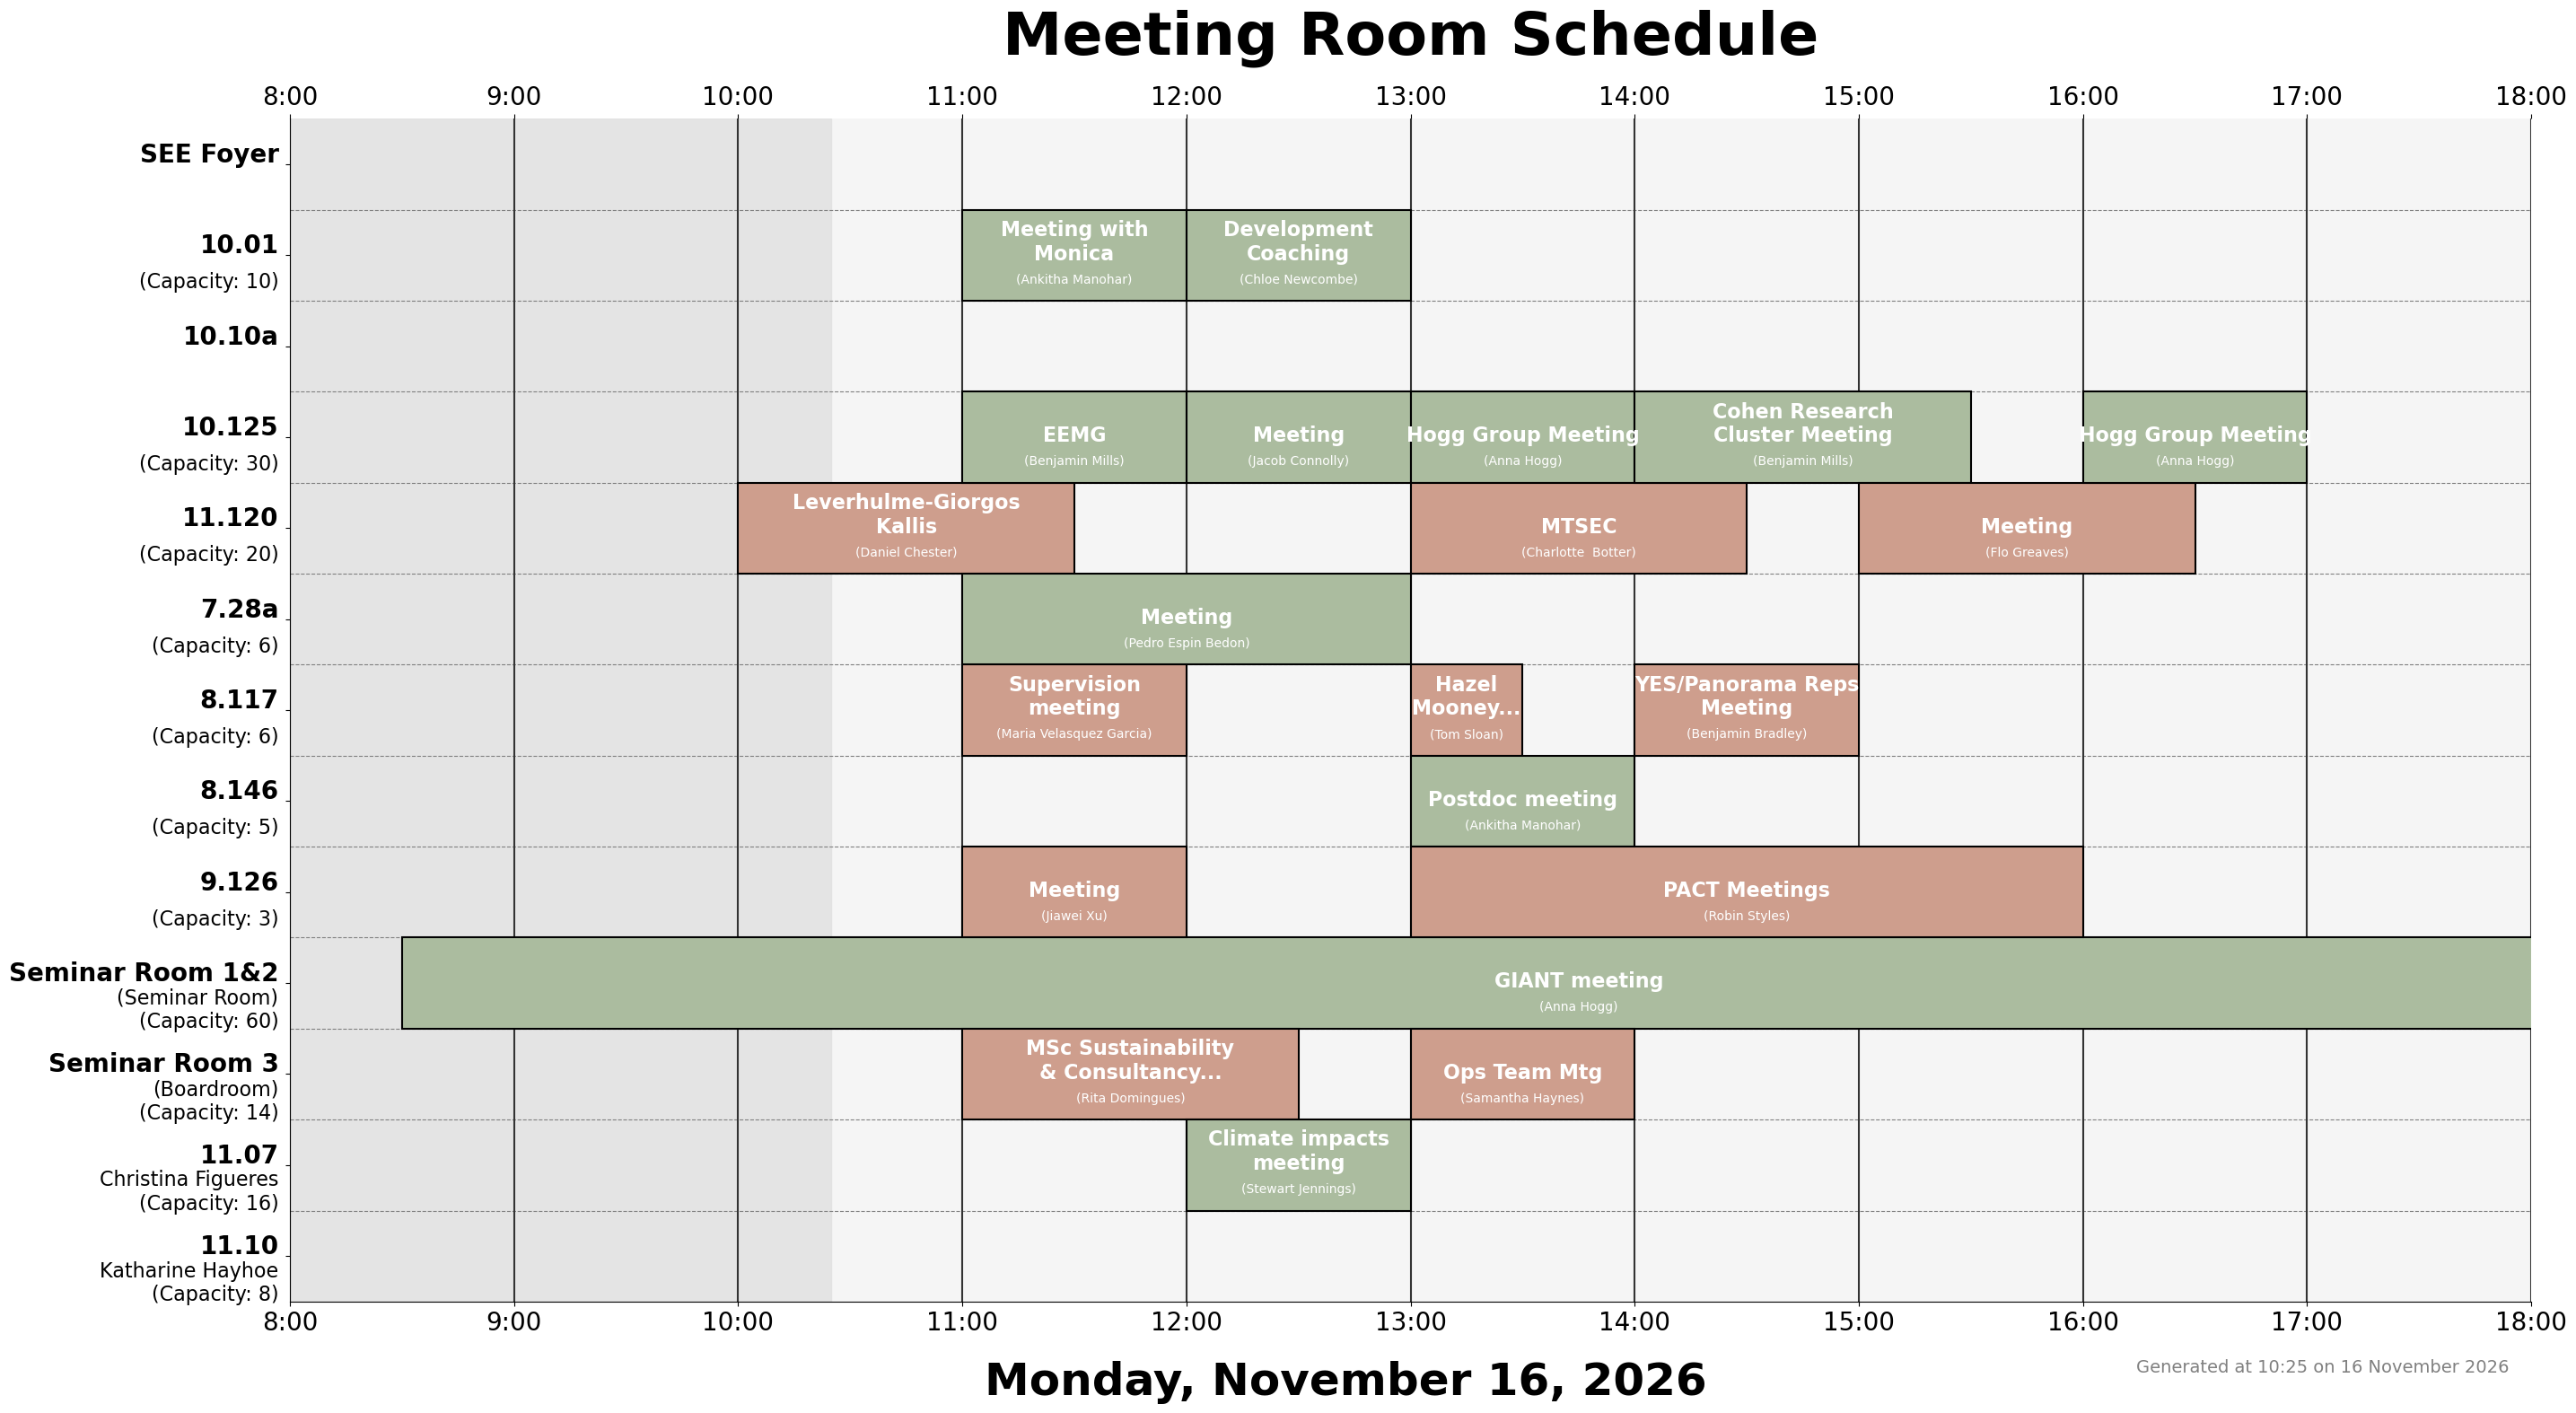 Meeting Room Schedule
8:00 9:00 10:00 11:00 12:00 13:00 14:00 15:00 16:00 17:00 18:00
SEE Foyer
10.01
(Capacity: 10)
Meeting with
Monica
(Ankitha Manohar)
Development
Coaching
(Chloe Newcombe)
10.10a
10.125
(Capacity: 30)
EEMG
(Benjamin Mills)
Meeting
(Jacob Connolly)
Hogg Group Meeting
(Anna Hogg)
Cohen Research
Cluster Meeting
(Benjamin Mills)
Hogg Group Meeting
(Anna Hogg)
11.120
(Capacity: 20)
Leverhulme-Giorgos
Kallis
(Daniel Chester)
MTSEC
(Charlotte  Botter)
Meeting
(Flo Greaves)
7.28a
(Capacity: 6)
Meeting
(Pedro Espin Bedon)
8.117
(Capacity: 6)
Supervision
meeting
(Maria Velasquez Garcia)
Hazel
Mooney...
(Tom Sloan)
YES/Panorama Reps
Meeting
(Benjamin Bradley)
8.146
(Capacity: 5)
Postdoc meeting
(Ankitha Manohar)
9.126
(Capacity: 3)
Meeting
(Jiawei Xu)
PACT Meetings
(Robin Styles)
Seminar Room 1&2
(Seminar Room)
(Capacity: 60)
GIANT meeting
(Anna Hogg)
Seminar Room 3
(Boardroom)
(Capacity: 14)
MSc Sustainability
& Consultancy...
(Rita Domingues)
Ops Team Mtg
(Samantha Haynes)
11.07
Christina Figueres
(Capacity: 16)
Climate impacts
meeting
(Stewart Jennings)
11.10
Katharine Hayhoe
(Capacity: 8)
8:00 9:00 10:00 11:00 12:00 13:00 14:00 15:00 16:00 17:00 18:00
Monday, November 16, 2026
Generated at 10:25 on 16 November 2026